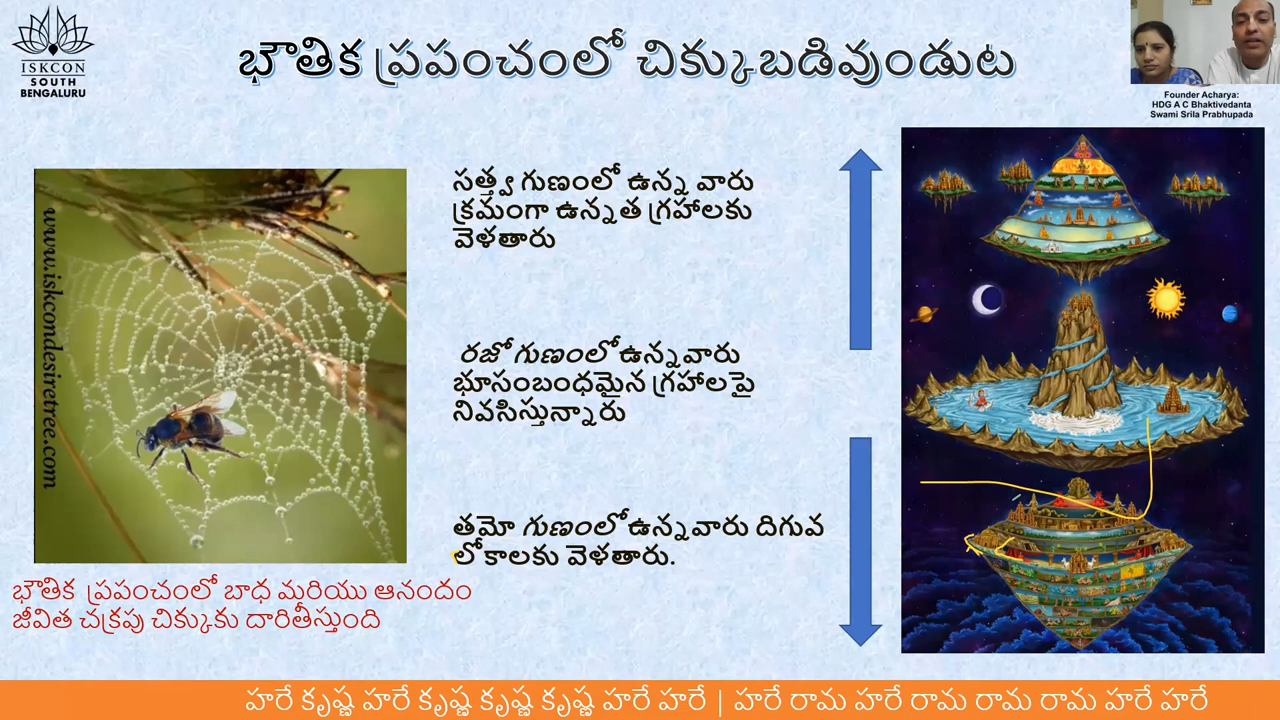 ISKCON
SOUTH
BENGALURU
భౌతిక ప్రపంచంలో చిక్కుబడివుండుట
Founder Acharya:
HDG A C Bhaktivedanta
Swami Srila Prabhupada
www.iskcondesiretree.com
సత్త్వ గుణంలో ఉన్న వారు
క్రమంగా ఉన్నత గ్రహాలకు
వెళతారు
రజో గుణంలో ఉన్నవారు
భూసంబంధమైన గ్రహాలపై
నివసిస్తున్నారు
తమో గుణంలో ఉన్నవారు దిగువ
లోకాలకు వెళతారు.
భౌతిక ప్రపంచంలో బాధ మరియు ఆనందం
జీవిత చక్రపు చిక్కుకు దారితీస్తుంది
హరే కృష్ణ హరే కృష్ణ కృష్ణ కృష్ణ హరే హరే | హరే రామ హరే రామ రామ రామ హరే హరే